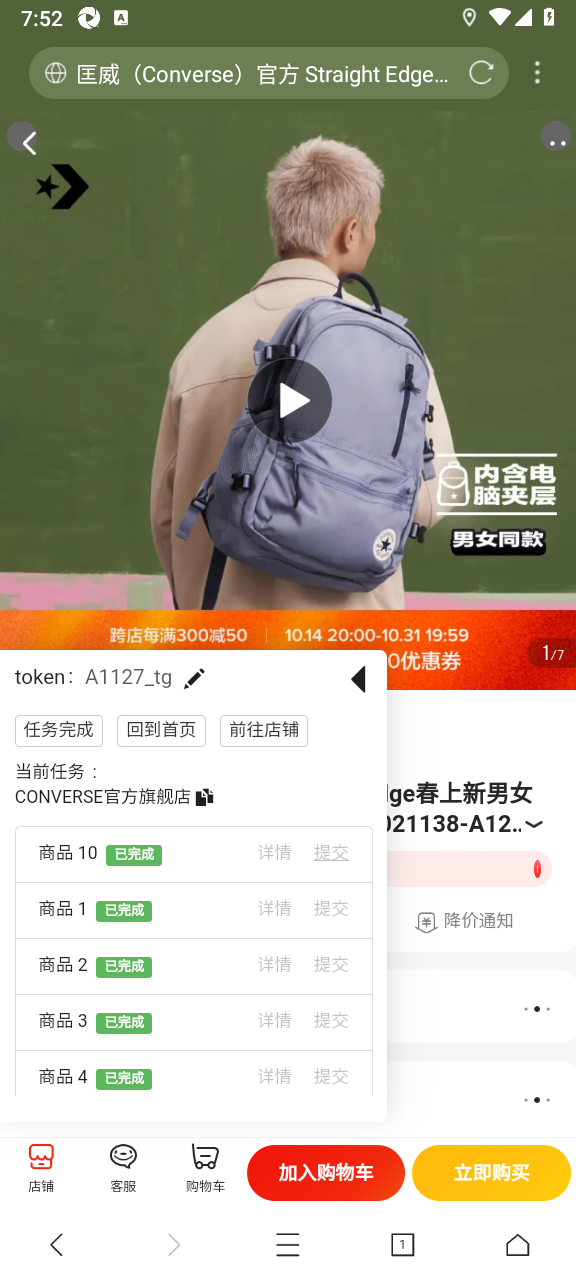 7:52
匡威（Converse）官方 Straight Edge...
内含电
脑夹层
男女同款
跨店每满300减50 10.14 20:00-10.31 19:59
0优惠券
1/7
token: A1127_tg
任务完成 回到首页 前往店铺
当前任务：
CONVERSE官方旗舰店
dge春上新男女
021138-A12..
商品 10 已完成 详情 提交
商品 1 已完成 详情 提交
降价通知
商品 2 已完成 详情 提交
商品 3 已完成 详情 提交
商品 4 已完成 详情 提交
店铺 客服 购物车 加入购物车 立即购买
1